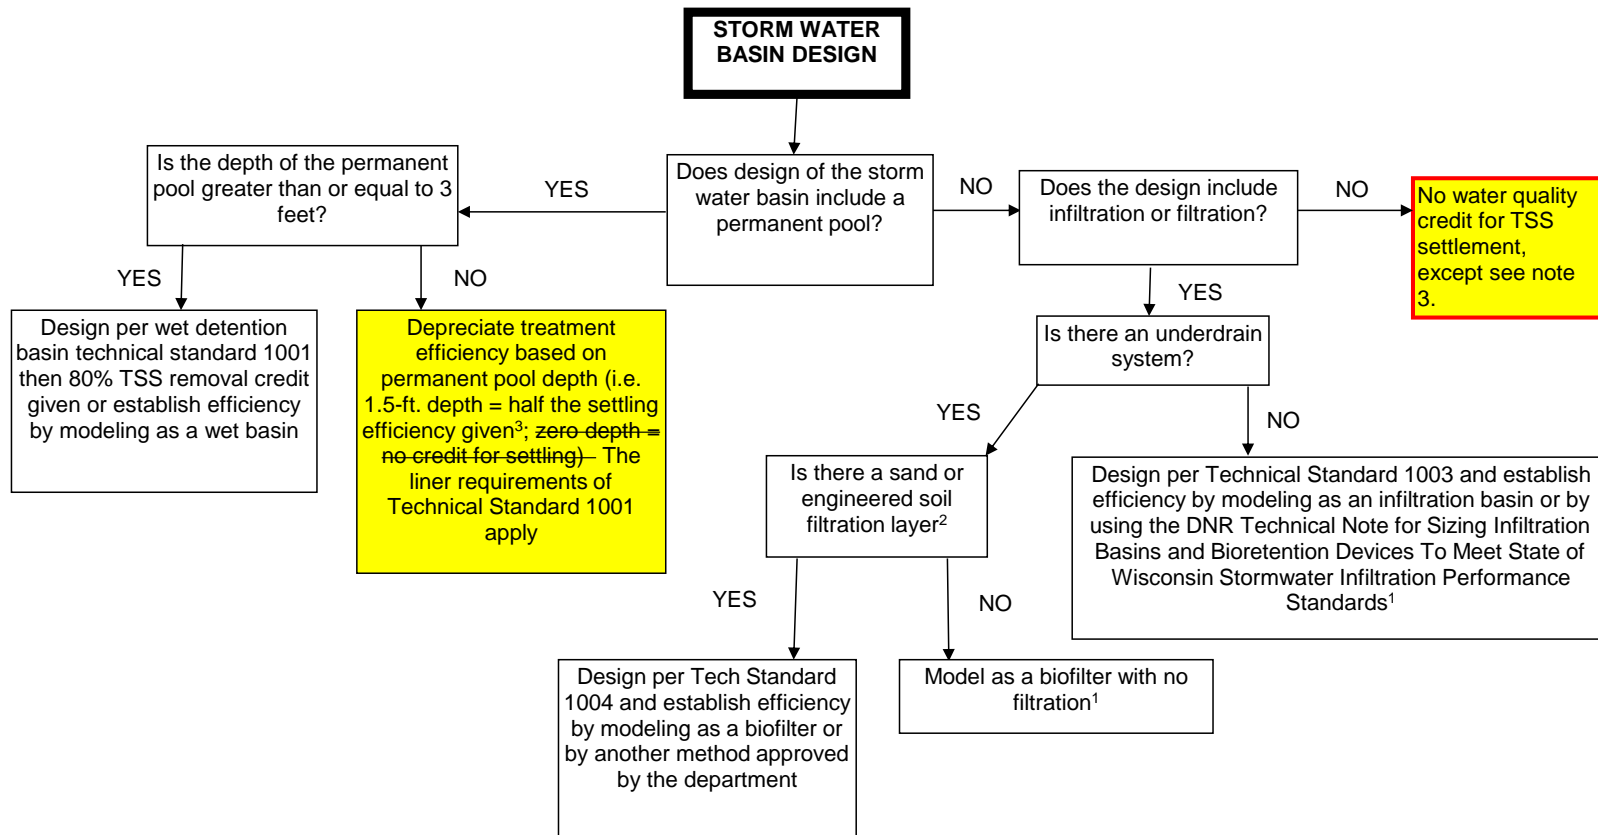 STORM WATER
BASIN DESIGN
Is the depth of the permanent
pool greater than or equal to 3
feet?
YES
Does design of the storm
water basin include a
permanent pool?
NO
Does the design include
infiltration or filtration?
NO
No water quality
credit for TSS
settlement,
except see note
3.
YES
NO
YES
Design per wet detention
basin technical standard 1001
then 80% TSS removal credit
given or establish efficiency
by modeling as a wet basin
Depreciate treatment
efficiency based on
permanent pool depth (i.e.
1.5-ft. depth = half the settling
efficiency given³; zero depth =
no credit for settling) The
liner requirements of
Technical Standard 1001
apply
Is there an underdrain
system?
YES
NO
Is there a sand or
engineered soil
filtration layer²
Design per Technical Standard 1003 and establish
efficiency by modeling as an infiltration basin or by
using the DNR Technical Note for Sizing Infiltration
Basins and Bioretention Devices To Meet State of
Wisconsin Stormwater Infiltration Performance
Standards¹
YES
NO
Design per Tech Standard
1004 and establish efficiency
by modeling as a biofilter or
by another method approved
by the department
Model as a biofilter with no
filtration¹